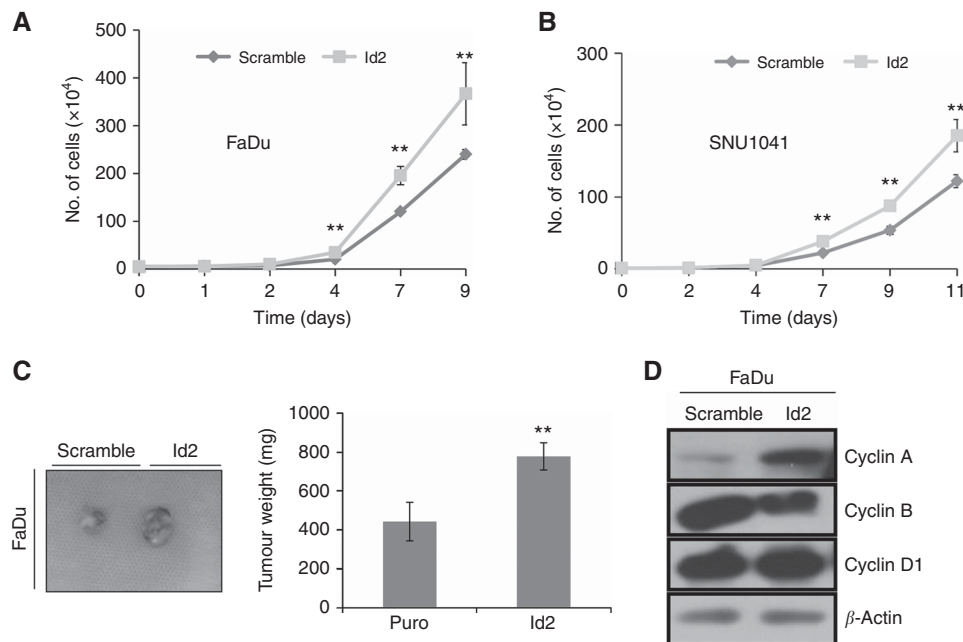 A
500
400
300
200
100
0
No. of cells (×10⁴)
Scramble Id2
FaDu
** ** **
0 1 2 4 7 9
Time (days)
B
300
200
100
0
No. of cells (×10⁴)
Scramble Id2
SNU1041
** ** **
0 2 4 7 9 11
Time (days)
C
Scramble Id2
FaDu
1000
800
600
400
200
0
Tumour weight (mg)
**
Puro Id2
D
FaDu
Scramble Id2
Cyclin A
Cyclin B
Cyclin D1
β-Actin